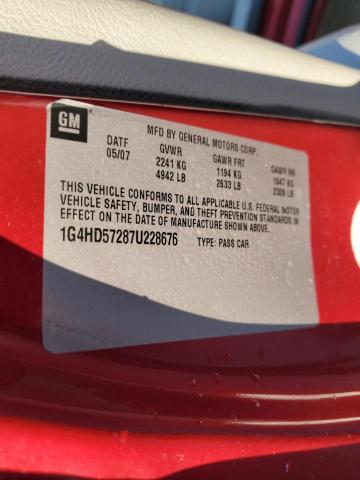 GM
MFD BY GENERAL MOTORS CORP.
DATF GVWR GAWR FRT GAWR RR
05/07 2241 KG 1194 KG 1047 KG
4942 LB 2633 LB 2309 LB
THIS VEHICLE CONFORMS TO ALL APPLICABLE U.S. FEDERAL MOTOR
VEHICLE SAFETY, BUMPER, AND THEFT PREVENTION STANDARDS IN
EFFECT ON THE DATE OF MANUFACTURE SHOWN ABOVE.
1G4HD57287U228676 TYPE: PASS CAR